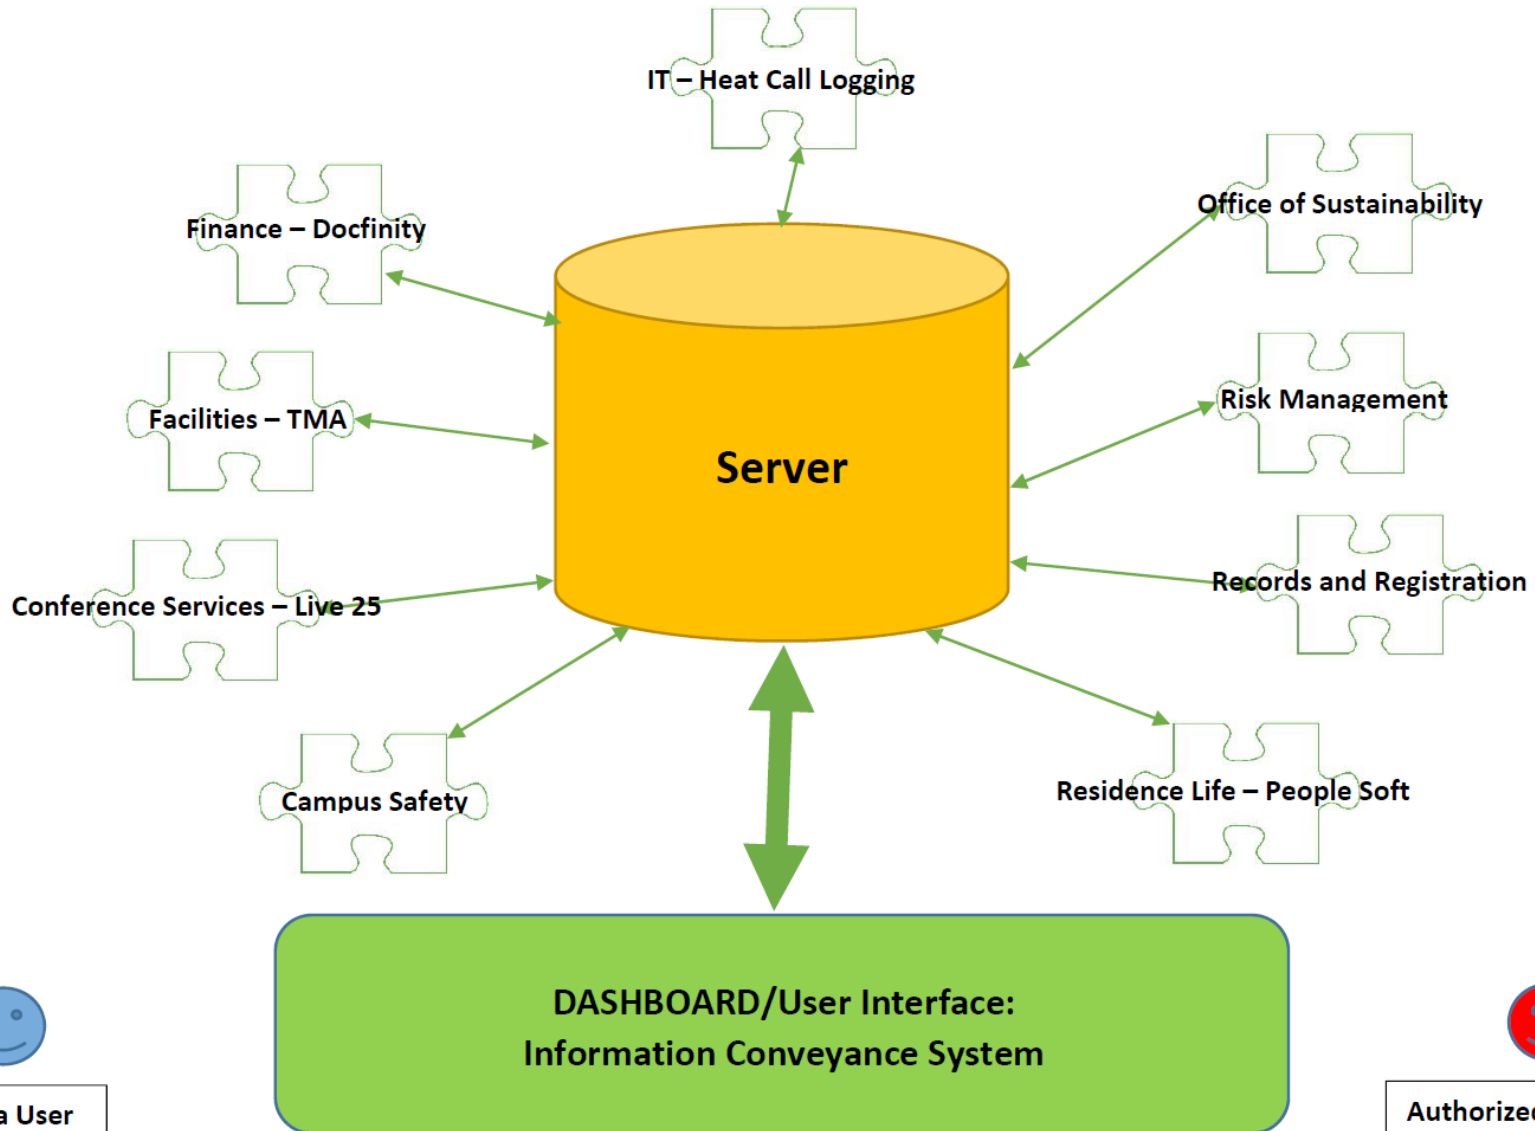 IT – Heat Call Logging
Office of Sustainability
Finance – Docfinity
Risk Management
Facilities – TMA
Server
Records and Registration
Conference Services – Live 25
Residence Life – People Soft
Campus Safety
DASHBOARD/User Interface:
Information Conveyance System
a User
Authorized